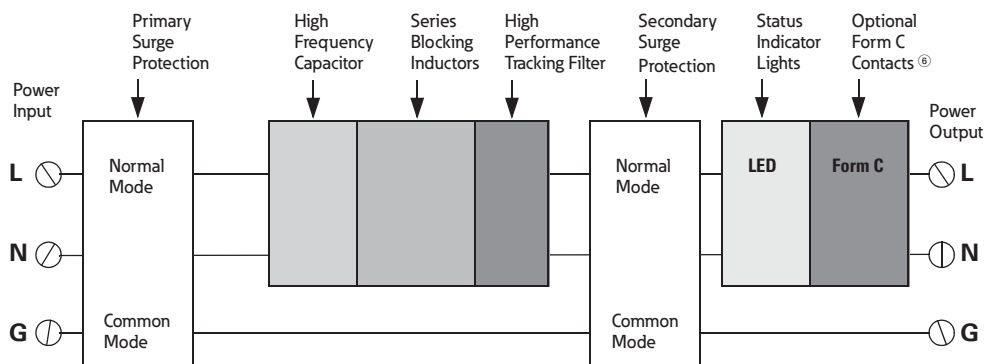 Primary
Surge
Protection
High
Frequency
Capacitor
Series
Blocking
Inductors
High
Performance
Tracking Filter
Secondary
Surge
Protection
Status
Indicator
Lights
Optional
Form C
Contacts ⑥
Power
Input
Power
Output
L
Normal
Mode
Normal
Mode
LED
Form C
L
N
N
G
Common
Mode
Common
Mode
G